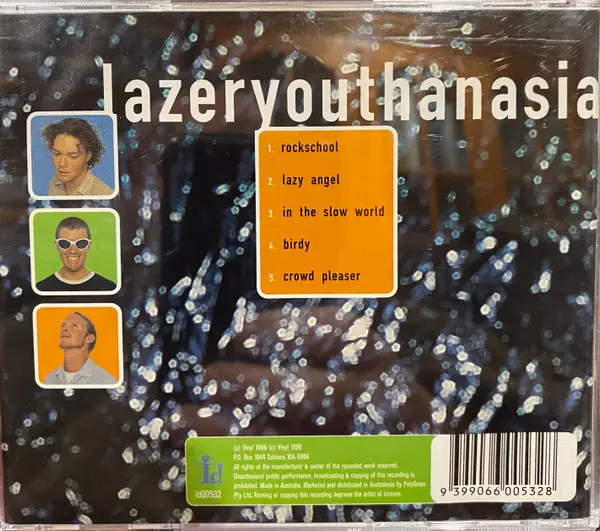 lazeryouthanasia
1. rockschool
2. lazy angel
3. in the slow world
4. birdy
5. crowd pleaser
id
id00532
(p) Vinyl 1998 (c) Vinyl 1998
P.O. Box 1644 Subiaco WA 6904
All rights of the manufacturer & owner of the recorded work reserved.
Unauthorised public performance, broadcasting & copying of this recording is
prohibited. Made in Australia. Marketed and distributed in Australasia by PolyGram
Pty Ltd. Renting or copying this recording deprives the artist of income.
9 399066 005328